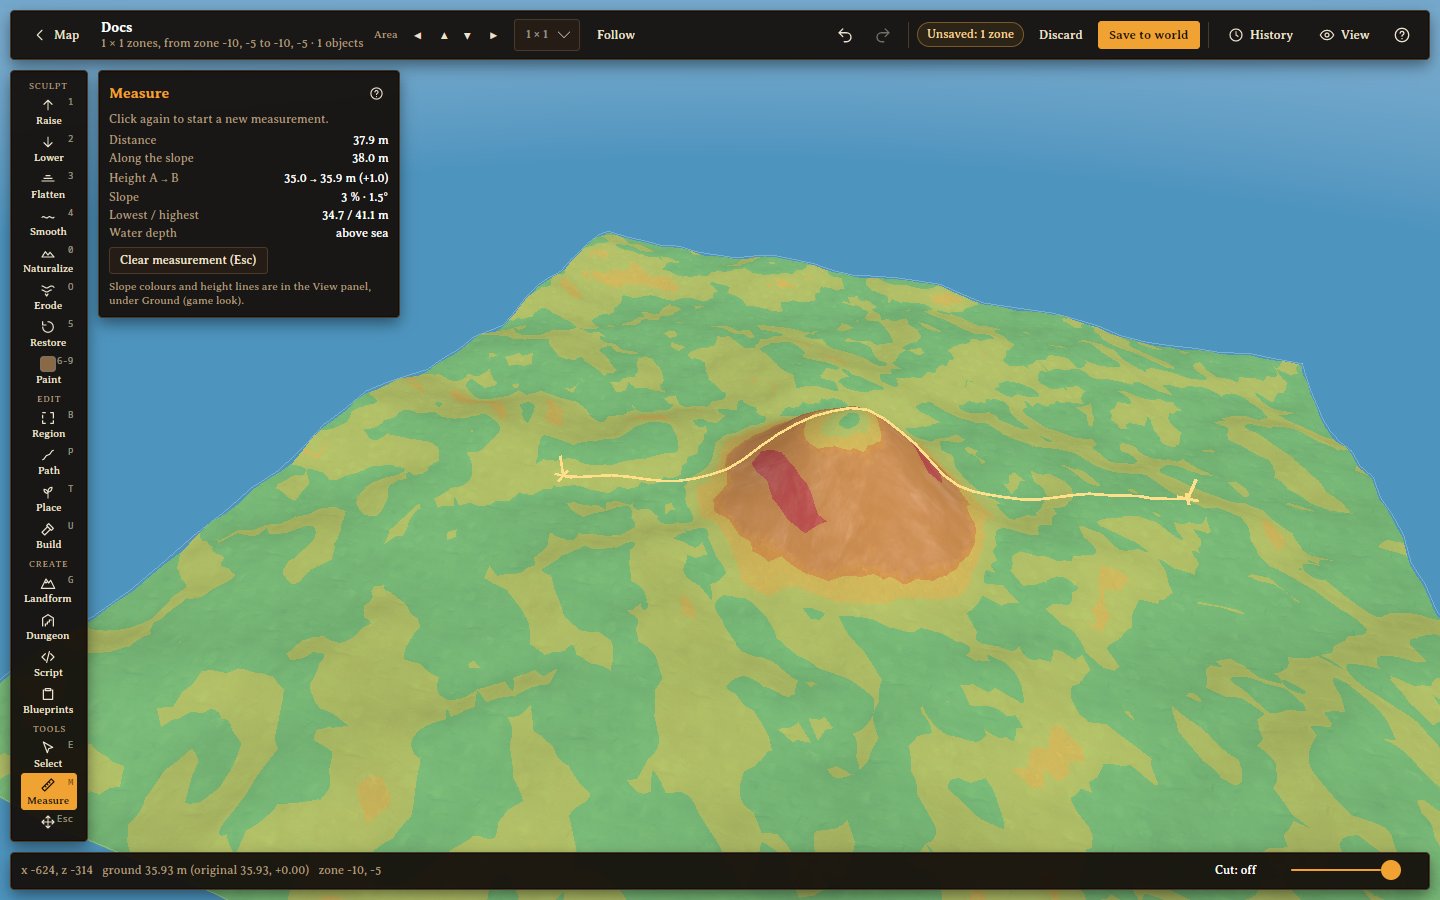 Map
Docs
1 × 1 zones, from zone -10, -5 to -10, -5 · 1 objects
Area
1 × 1
Follow
Unsaved: 1 zone
Discard
Save to world
History
View
SCULPT
1
Raise
2
Lower
3
Flatten
4
Smooth
0
Naturalize
O
Erode
5
Restore
6-9
Paint
EDIT
B
Region
P
Path
T
Place
U
Build
CREATE
G
Landform
Dungeon
Script
Blueprints
TOOLS
E
Select
M
Measure
Esc
Measure
Click again to start a new measurement.
Distance 37.9 m
Along the slope 38.0 m
Height A → B 35.0 → 35.9 m (+1.0)
Slope 3 % · 1.5°
Lowest / highest 34.7 / 41.1 m
Water depth above sea
Clear measurement (Esc)
Slope colours and height lines are in the View panel,
under Ground (game look).
x -624, z -314 ground 35.93 m (original 35.93, +0.00) zone -10, -5
Cut: off